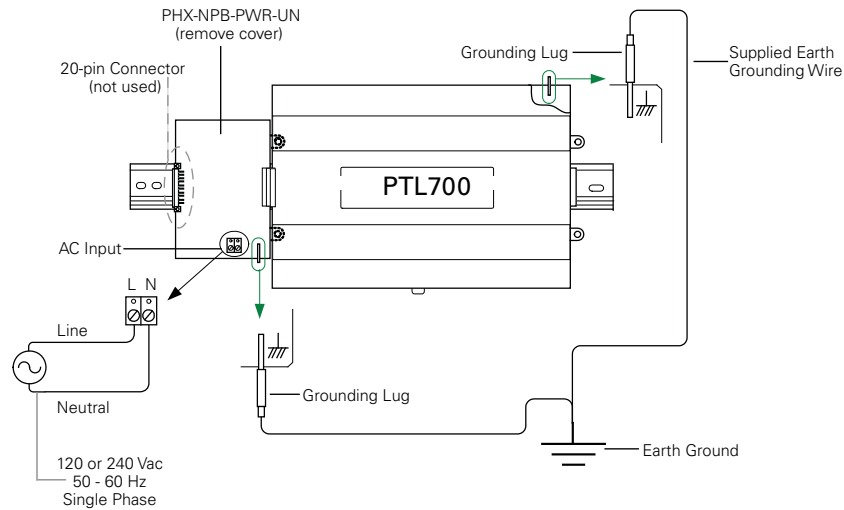 PHX-NPB-PWR-UN
(remove cover)
20-pin Connector
(not used)
Grounding Lug
Supplied Earth
Grounding Wire
PTL700
AC Input
L N
Line
Neutral
Grounding Lug
Earth Ground
120 or 240 Vac
50 - 60 Hz
Single Phase